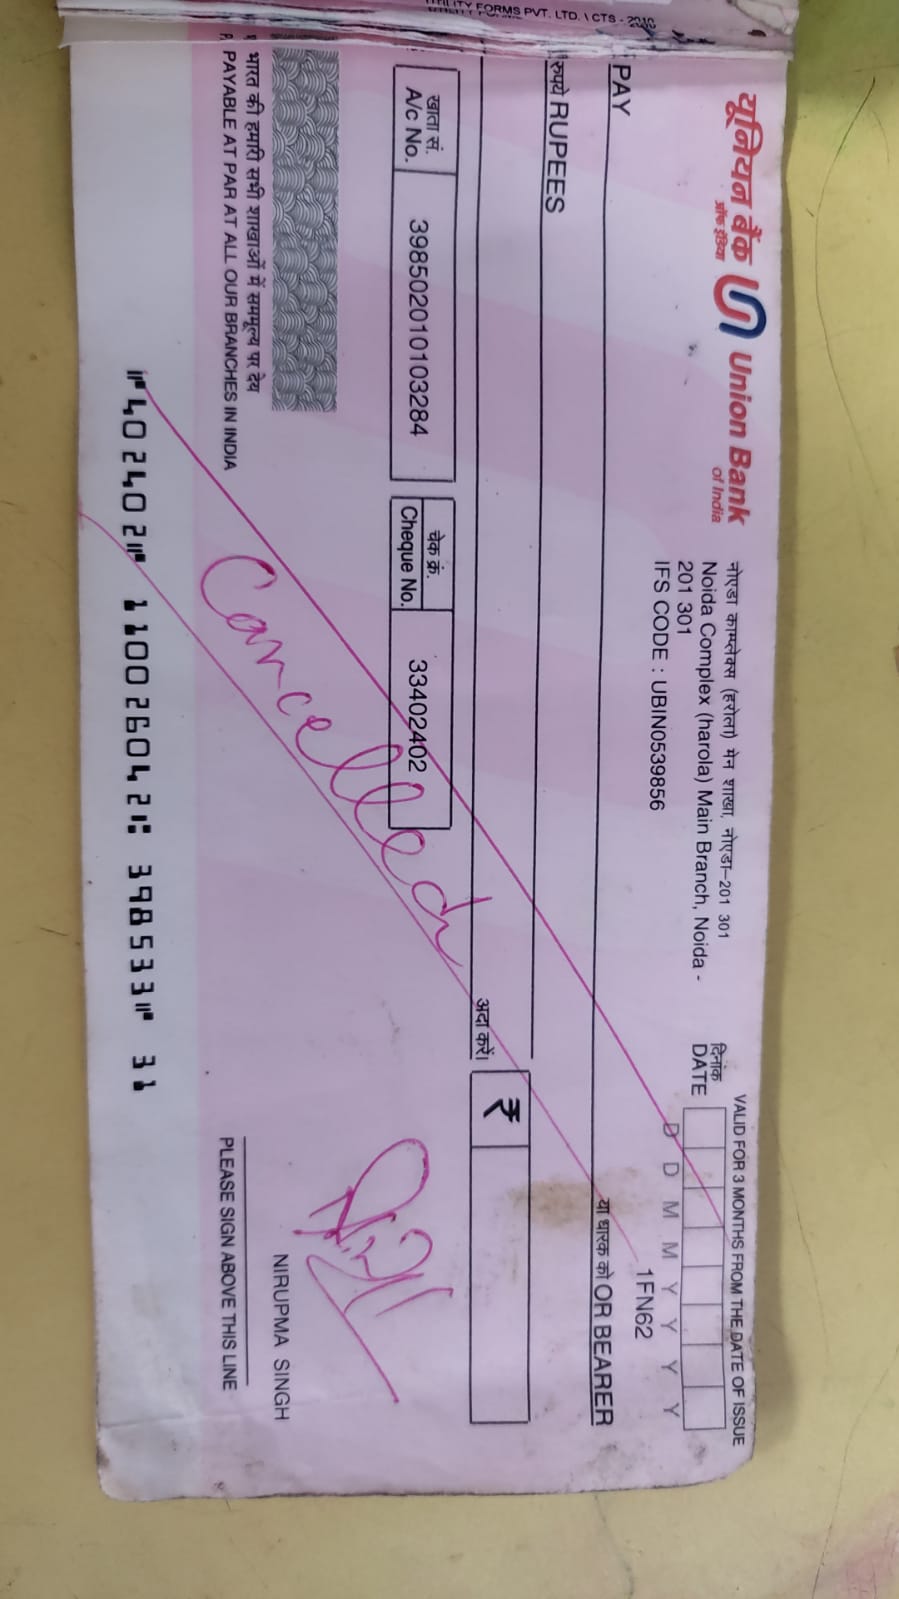 UTILITY FORMS PVT. LTD. \ CTS - 2010
यूनियन बैंक Union Bank
ऑफ इंडिया of India
नोएडा काम्प्लेक्स (हरोला) मेन शाखा, नोएडा-201 301
Noida Complex (harola) Main Branch, Noida -
201 301
IFS CODE : UBIN0539856
VALID FOR 3 MONTHS FROM THE DATE OF ISSUE
दिनांक
DATE
D D M M Y Y Y Y
1FN62
PAY
या धारक को OR BEARER
रुपये RUPEES
अदा करें।
₹
खाता सं.
A/c No. 398502010103284
चेक क्रं.
Cheque No. 33402402
Cancelled
NIRUPMA SINGH
भारत की हमारी सभी शाखाओं में सममूल्य पर देय
PAYABLE AT PAR AT ALL OUR BRANCHES IN INDIA
PLEASE SIGN ABOVE THIS LINE
⑈402402⑈ 110026042⑆ 398533⑈ 31